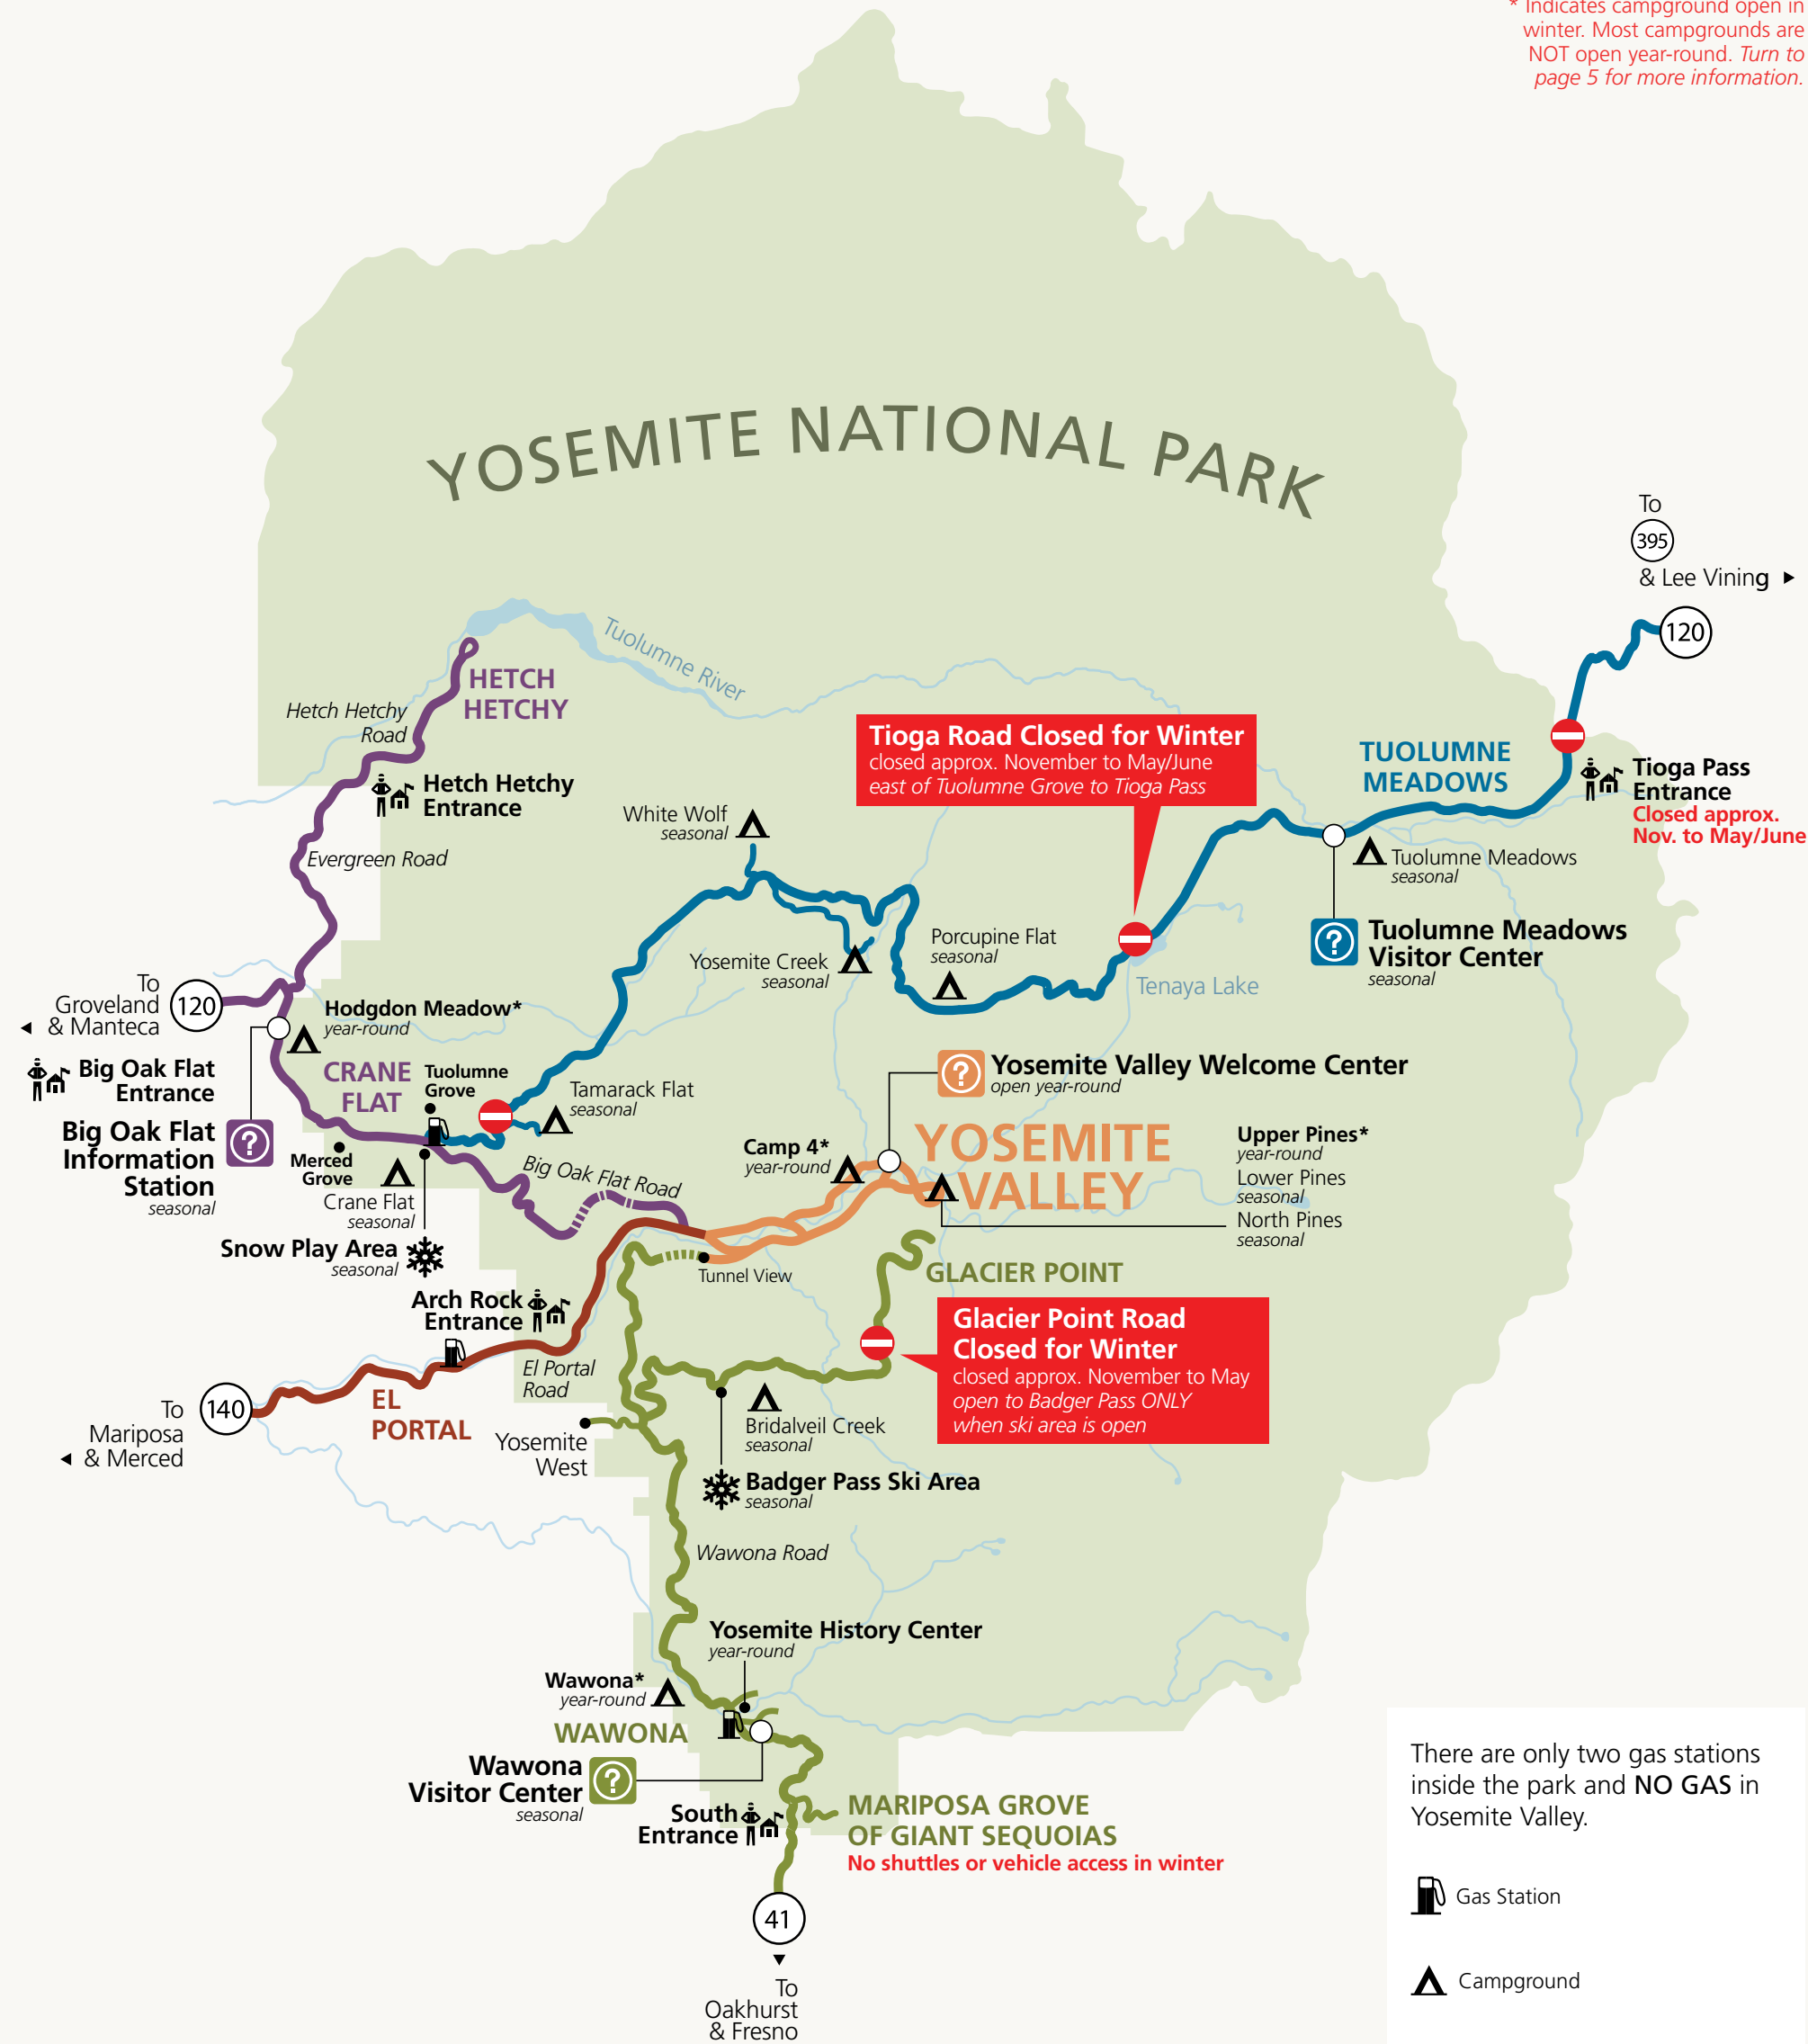 * Indicates campground open in
winter. Most campgrounds are
NOT open year-round. Turn to
page 5 for more information.
YOSEMITE NATIONAL PARK
To
395
& Lee Vining
120
Tuolumne River
HETCH
HETCHY
Hetch Hetchy
Road
Hetch Hetchy
Entrance
Evergreen Road
Tioga Road Closed for Winter
closed approx. November to May/June
east of Tuolumne Grove to Tioga Pass
TUOLUMNE
MEADOWS
Tioga Pass
Entrance
Closed approx.
Nov. to May/June
White Wolf
seasonal
Tuolumne Meadows
seasonal
Tuolumne Meadows
Visitor Center
seasonal
Porcupine Flat
seasonal
Yosemite Creek
seasonal
Tenaya Lake
To
Groveland
& Manteca
120
Hodgdon Meadow*
year-round
Big Oak Flat
Entrance
CRANE
FLAT
Tuolumne
Grove
Tamarack Flat
seasonal
Big Oak Flat
Information
Station
seasonal
Merced
Grove
Crane Flat
seasonal
Snow Play Area
seasonal
Big Oak Flat Road
Yosemite Valley Welcome Center
open year-round
Camp 4*
year-round
YOSEMITE
VALLEY
Upper Pines*
year-round
Lower Pines
seasonal
North Pines
seasonal
Tunnel View
GLACIER POINT
Arch Rock
Entrance
El Portal
Road
Glacier Point Road
Closed for Winter
closed approx. November to May
open to Badger Pass ONLY
when ski area is open
To
Mariposa
& Merced
140
EL
PORTAL
Yosemite
West
Bridalveil Creek
seasonal
Badger Pass Ski Area
seasonal
Wawona Road
Yosemite History Center
year-round
Wawona*
year-round
WAWONA
Wawona
Visitor Center
seasonal
South
Entrance
MARIPOSA GROVE
OF GIANT SEQUOIAS
No shuttles or vehicle access in winter
41
To
Oakhurst
& Fresno
There are only two gas stations
inside the park and NO GAS in
Yosemite Valley.
Gas Station
Campground